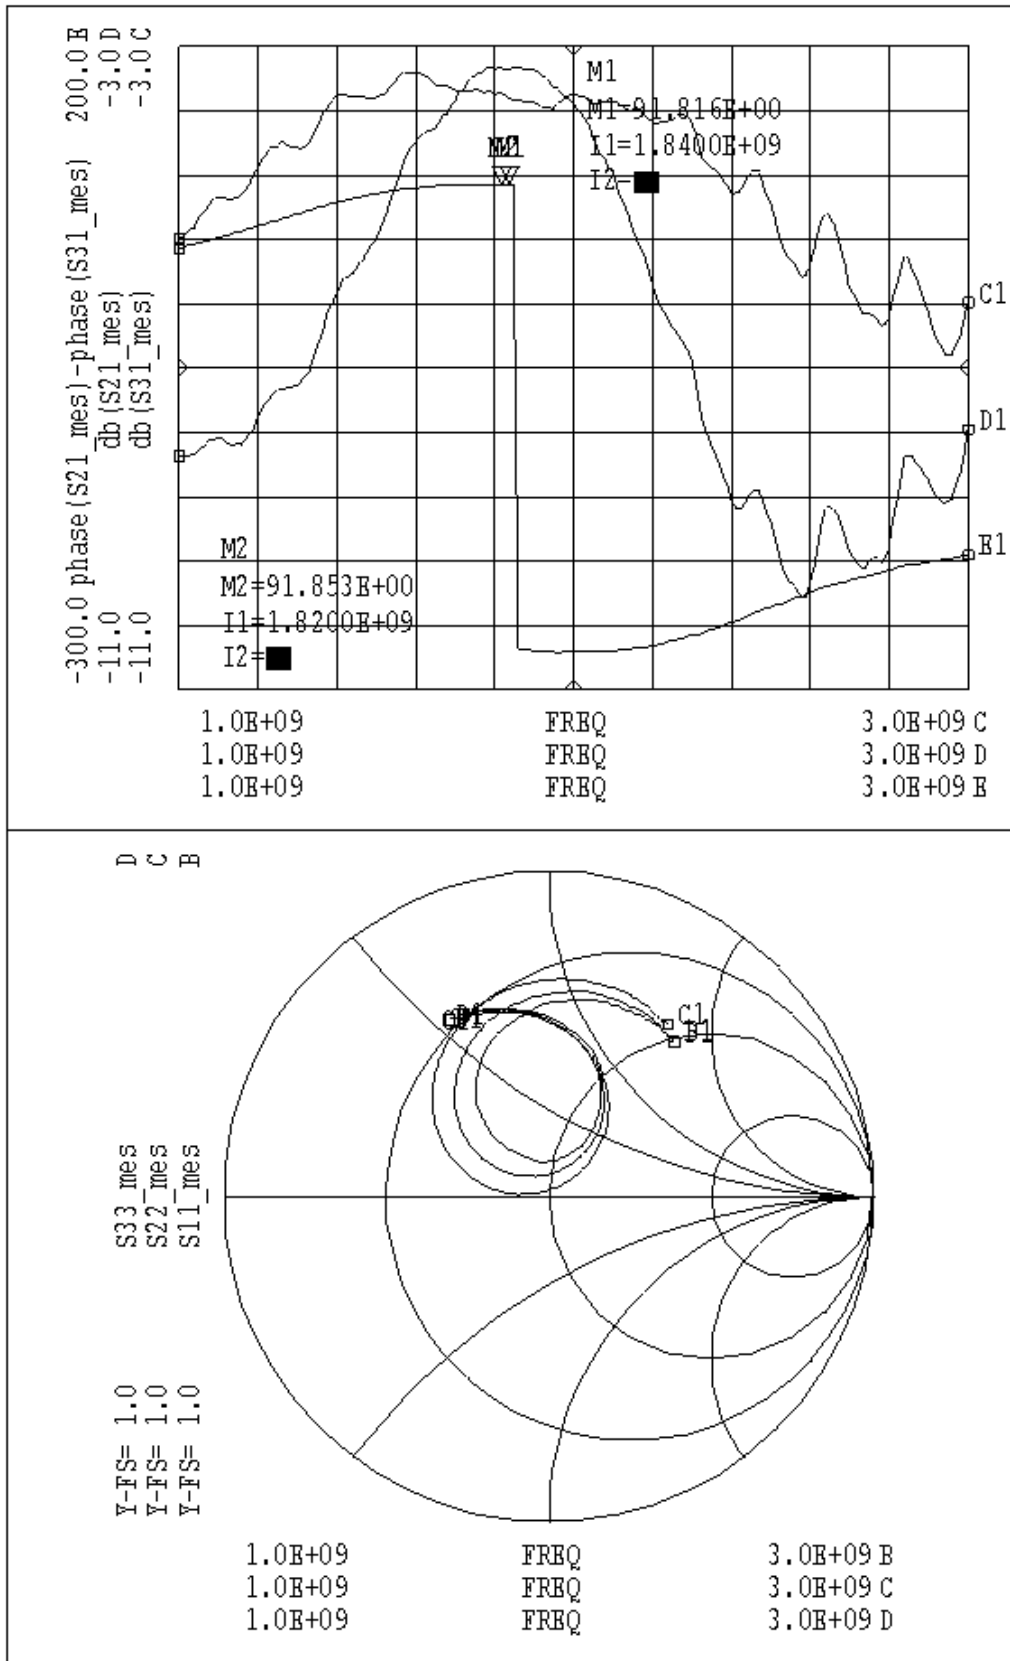 200.0 E
-3.0 D
-3.0 C
phase(S21_mes)-phase(S31_mes)
db(S21_mes)
db(S31_mes)
-300.0
-11.0
-11.0
M1
M1=91.816E+00
I1=1.8400E+09
I2=
M2
M2=91.853E+00
I1=1.8200E+09
I2=
C1
D1
E1
1.0E+09 FREQ 3.0E+09 C
1.0E+09 FREQ 3.0E+09 D
1.0E+09 FREQ 3.0E+09 E
D
C
B
C1
S33_mes
S22_mes
S11_mes
Y-FS= 1.0
Y-FS= 1.0
Y-FS= 1.0
1.0E+09 FREQ 3.0E+09 B
1.0E+09 FREQ 3.0E+09 C
1.0E+09 FREQ 3.0E+09 D